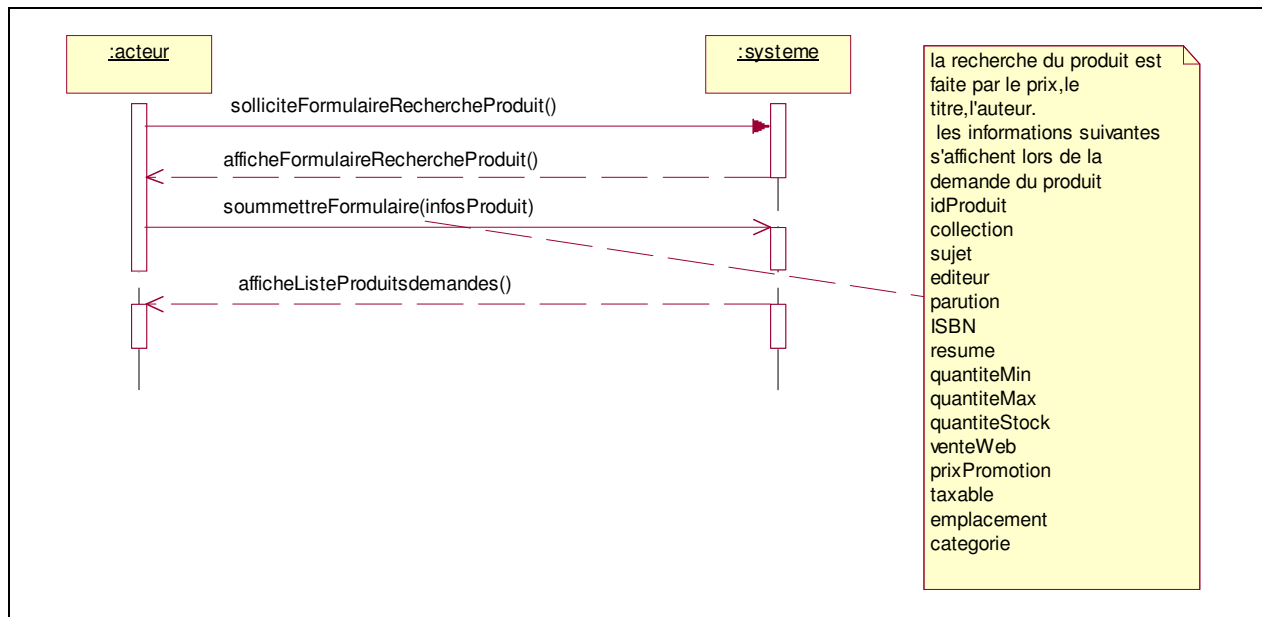 :acteur
:systeme
solliciteFormulaireRechercheProduit()
afficheFormulaireRechercheProduit()
soummettreFormulaire(infosProduit)
afficheListeProduitsdemandes()
la recherche du produit est
faite par le prix,le
titre,l'auteur.
les informations suivantes
s'affichent lors de la
demande du produit
idProduit
collection
sujet
editeur
parution
ISBN
resume
quantiteMin
quantiteMax
quantiteStock
venteWeb
prixPromotion
taxable
emplacement
categorie